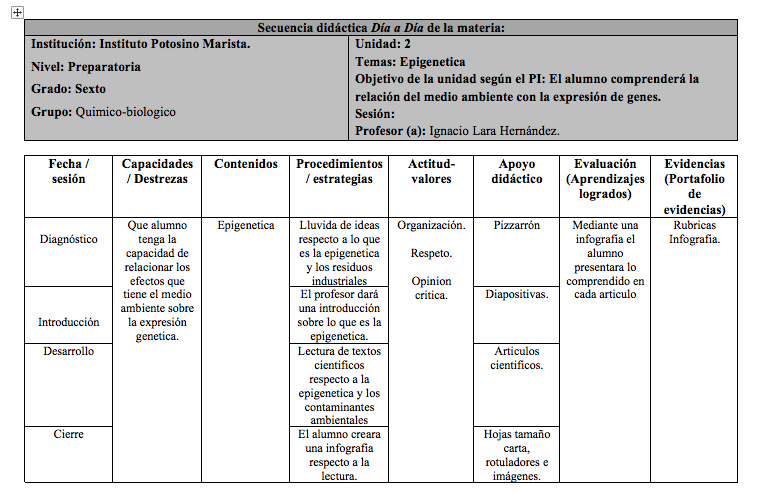 Secuencia didáctica Día a Día de la materia:
Institución: Instituto Potosino Marista.
Nivel: Preparatoria
Grado: Sexto
Grupo: Quimico-biologico
Unidad: 2
Temas: Epigenetica
Objetivo de la unidad según el PI: El alumno comprenderá la
relación del medio ambiente con la expresión de genes.
Sesión:
Profesor (a): Ignacio Lara Hernández.
Fecha /
sesión
Capacidades
/ Destrezas
Contenidos
Procedimientos
/ estrategias
Actitud-
valores
Apoyo
didáctico
Evaluación
(Aprendizajes
logrados)
Evidencias
(Portafolio
de
evidencias)
Diagnóstico
Que alumno
tenga la
capacidad de
relacionar los
efectos que
tiene el medio
ambiente sobre
la expresión
genetica.
Epigenetica
Lluvida de ideas
respecto a lo que
es la epigenetica
y los residuos
industriales
Organización.
Respeto.
Opinion
critica.
Pizzarrón
Mediante una
infografia el
alumno
presentara lo
comprendido en
cada articulo
Rubricas
Infografia.
Introducción
El profesor dará
una introducción
sobre lo que es la
epigenetica.
Diapositivas.
Desarrollo
Lectura de textos
cientificos
respecto a la
epigenetica y los
contaminantes
ambientales
Articulos
cientificos.
Cierre
El alumno creara
una infografia
respecto a la
lectura.
Hojas tamaño
carta,
rotuladores e
imágenes.